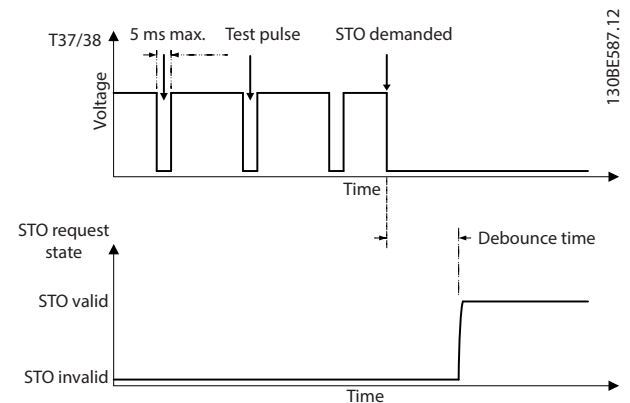 T37/38
5 ms max.
Test pulse
STO demanded
130BE587.12
Voltage
Time
STO request
state
Debounce time
STO valid
STO invalid
Time